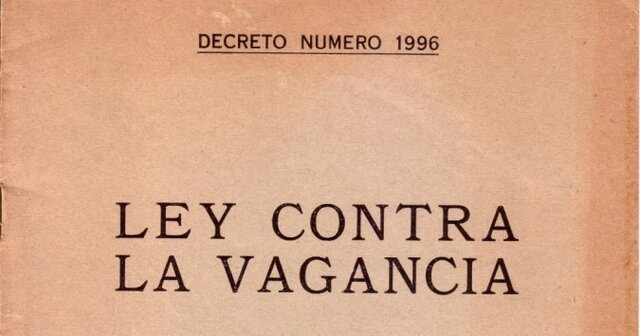 DECRETO NUMERO 1996
LEY CONTRA
LA VAGANCIA